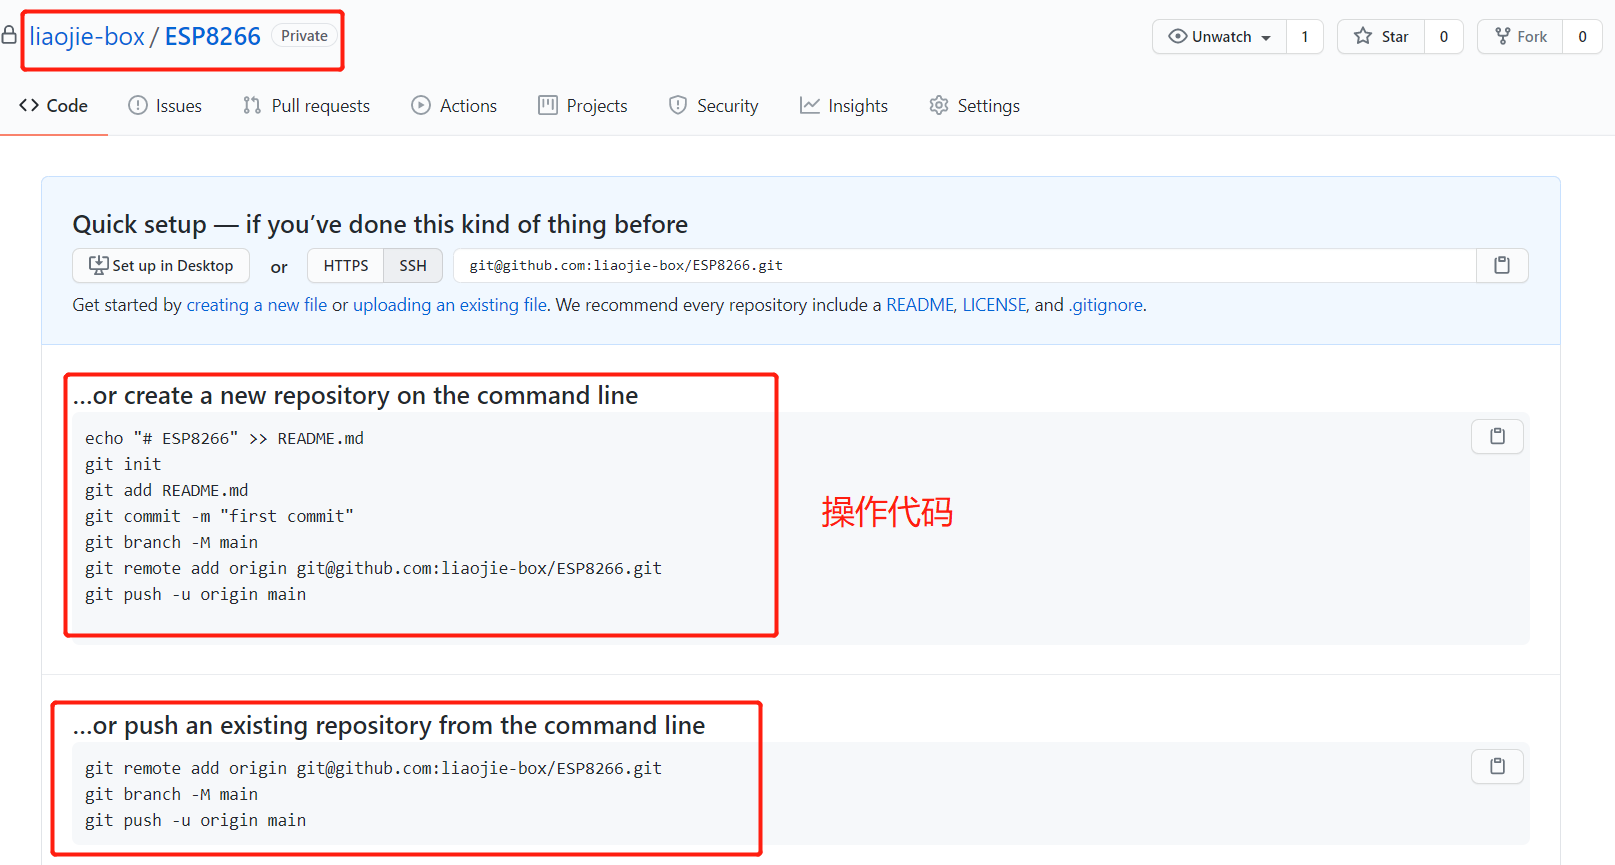 liaojie-box / ESP8266 Private
Unwatch 1 Star 0 Fork 0
Code Issues Pull requests Actions Projects Security Insights Settings
Quick setup — if you’ve done this kind of thing before
Set up in Desktop or HTTPS SSH git@github.com:liaojie-box/ESP8266.git
Get started by creating a new file or uploading an existing file. We recommend every repository include a README, LICENSE, and .gitignore.
…or create a new repository on the command line
echo "# ESP8266" >> README.md
git init
git add README.md
git commit -m "first commit"
操作代码
git branch -M main
git remote add origin git@github.com:liaojie-box/ESP8266.git
git push -u origin main
…or push an existing repository from the command line
git remote add origin git@github.com:liaojie-box/ESP8266.git
git branch -M main
git push -u origin main